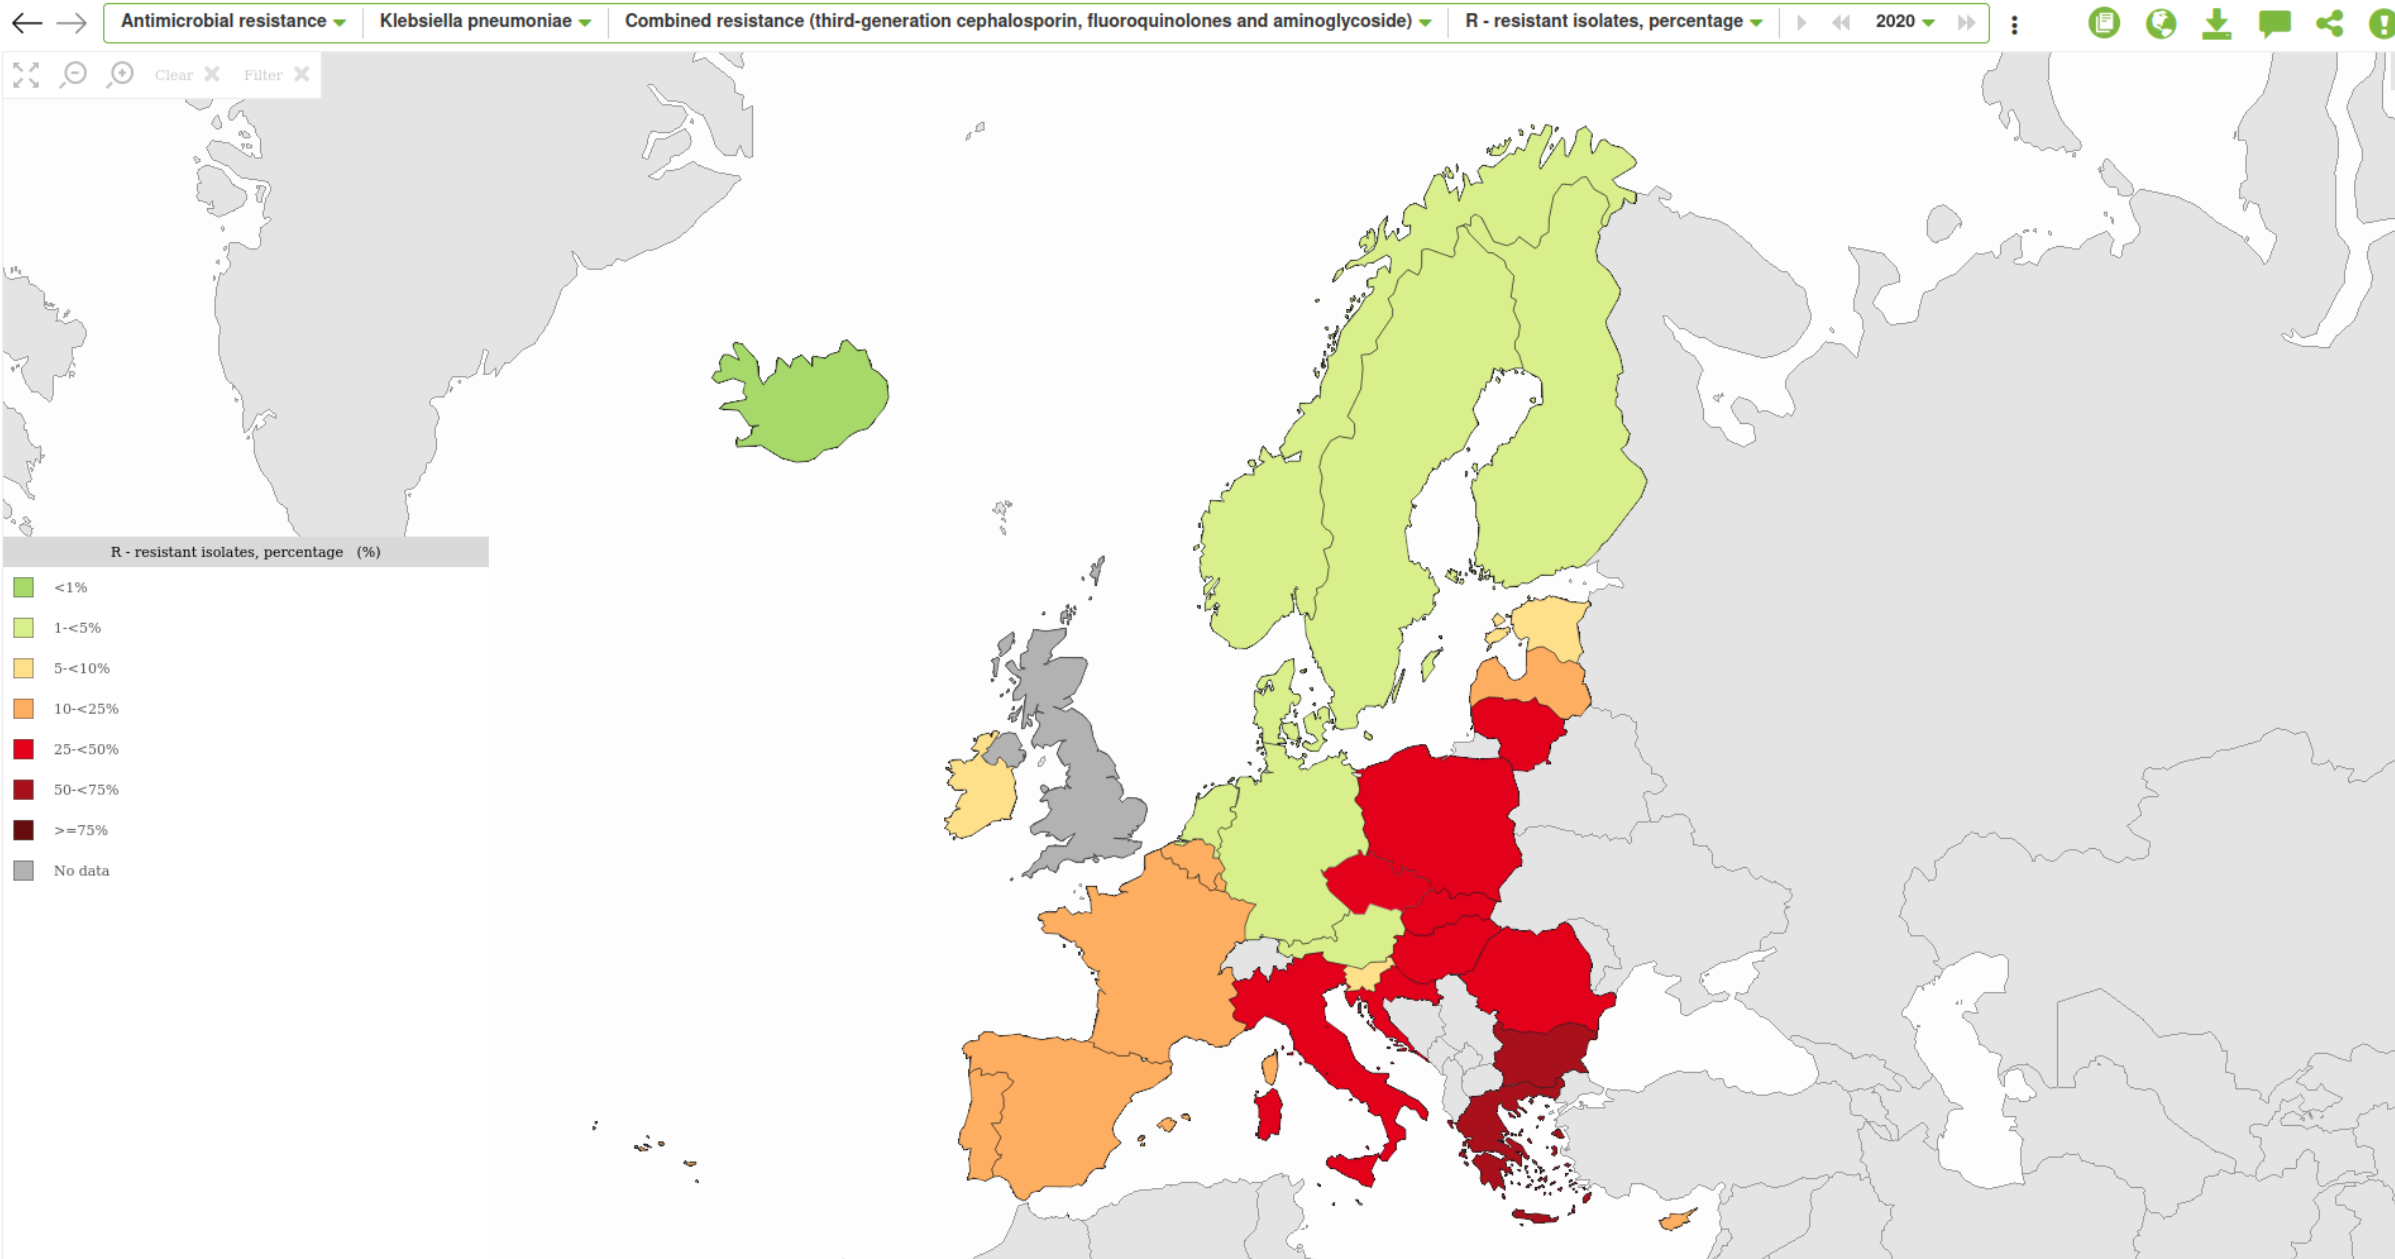 Antimicrobial resistance Klebsiella pneumoniae Combined resistance (third-generation cephalosporin, fluoroquinolones and aminoglycoside) R - resistant isolates, percentage 2020
Clear Filter
R - resistant isolates, percentage (%)
<1%
1-<5%
5-<10%
10-<25%
25-<50%
50-<75%
>=75%
No data